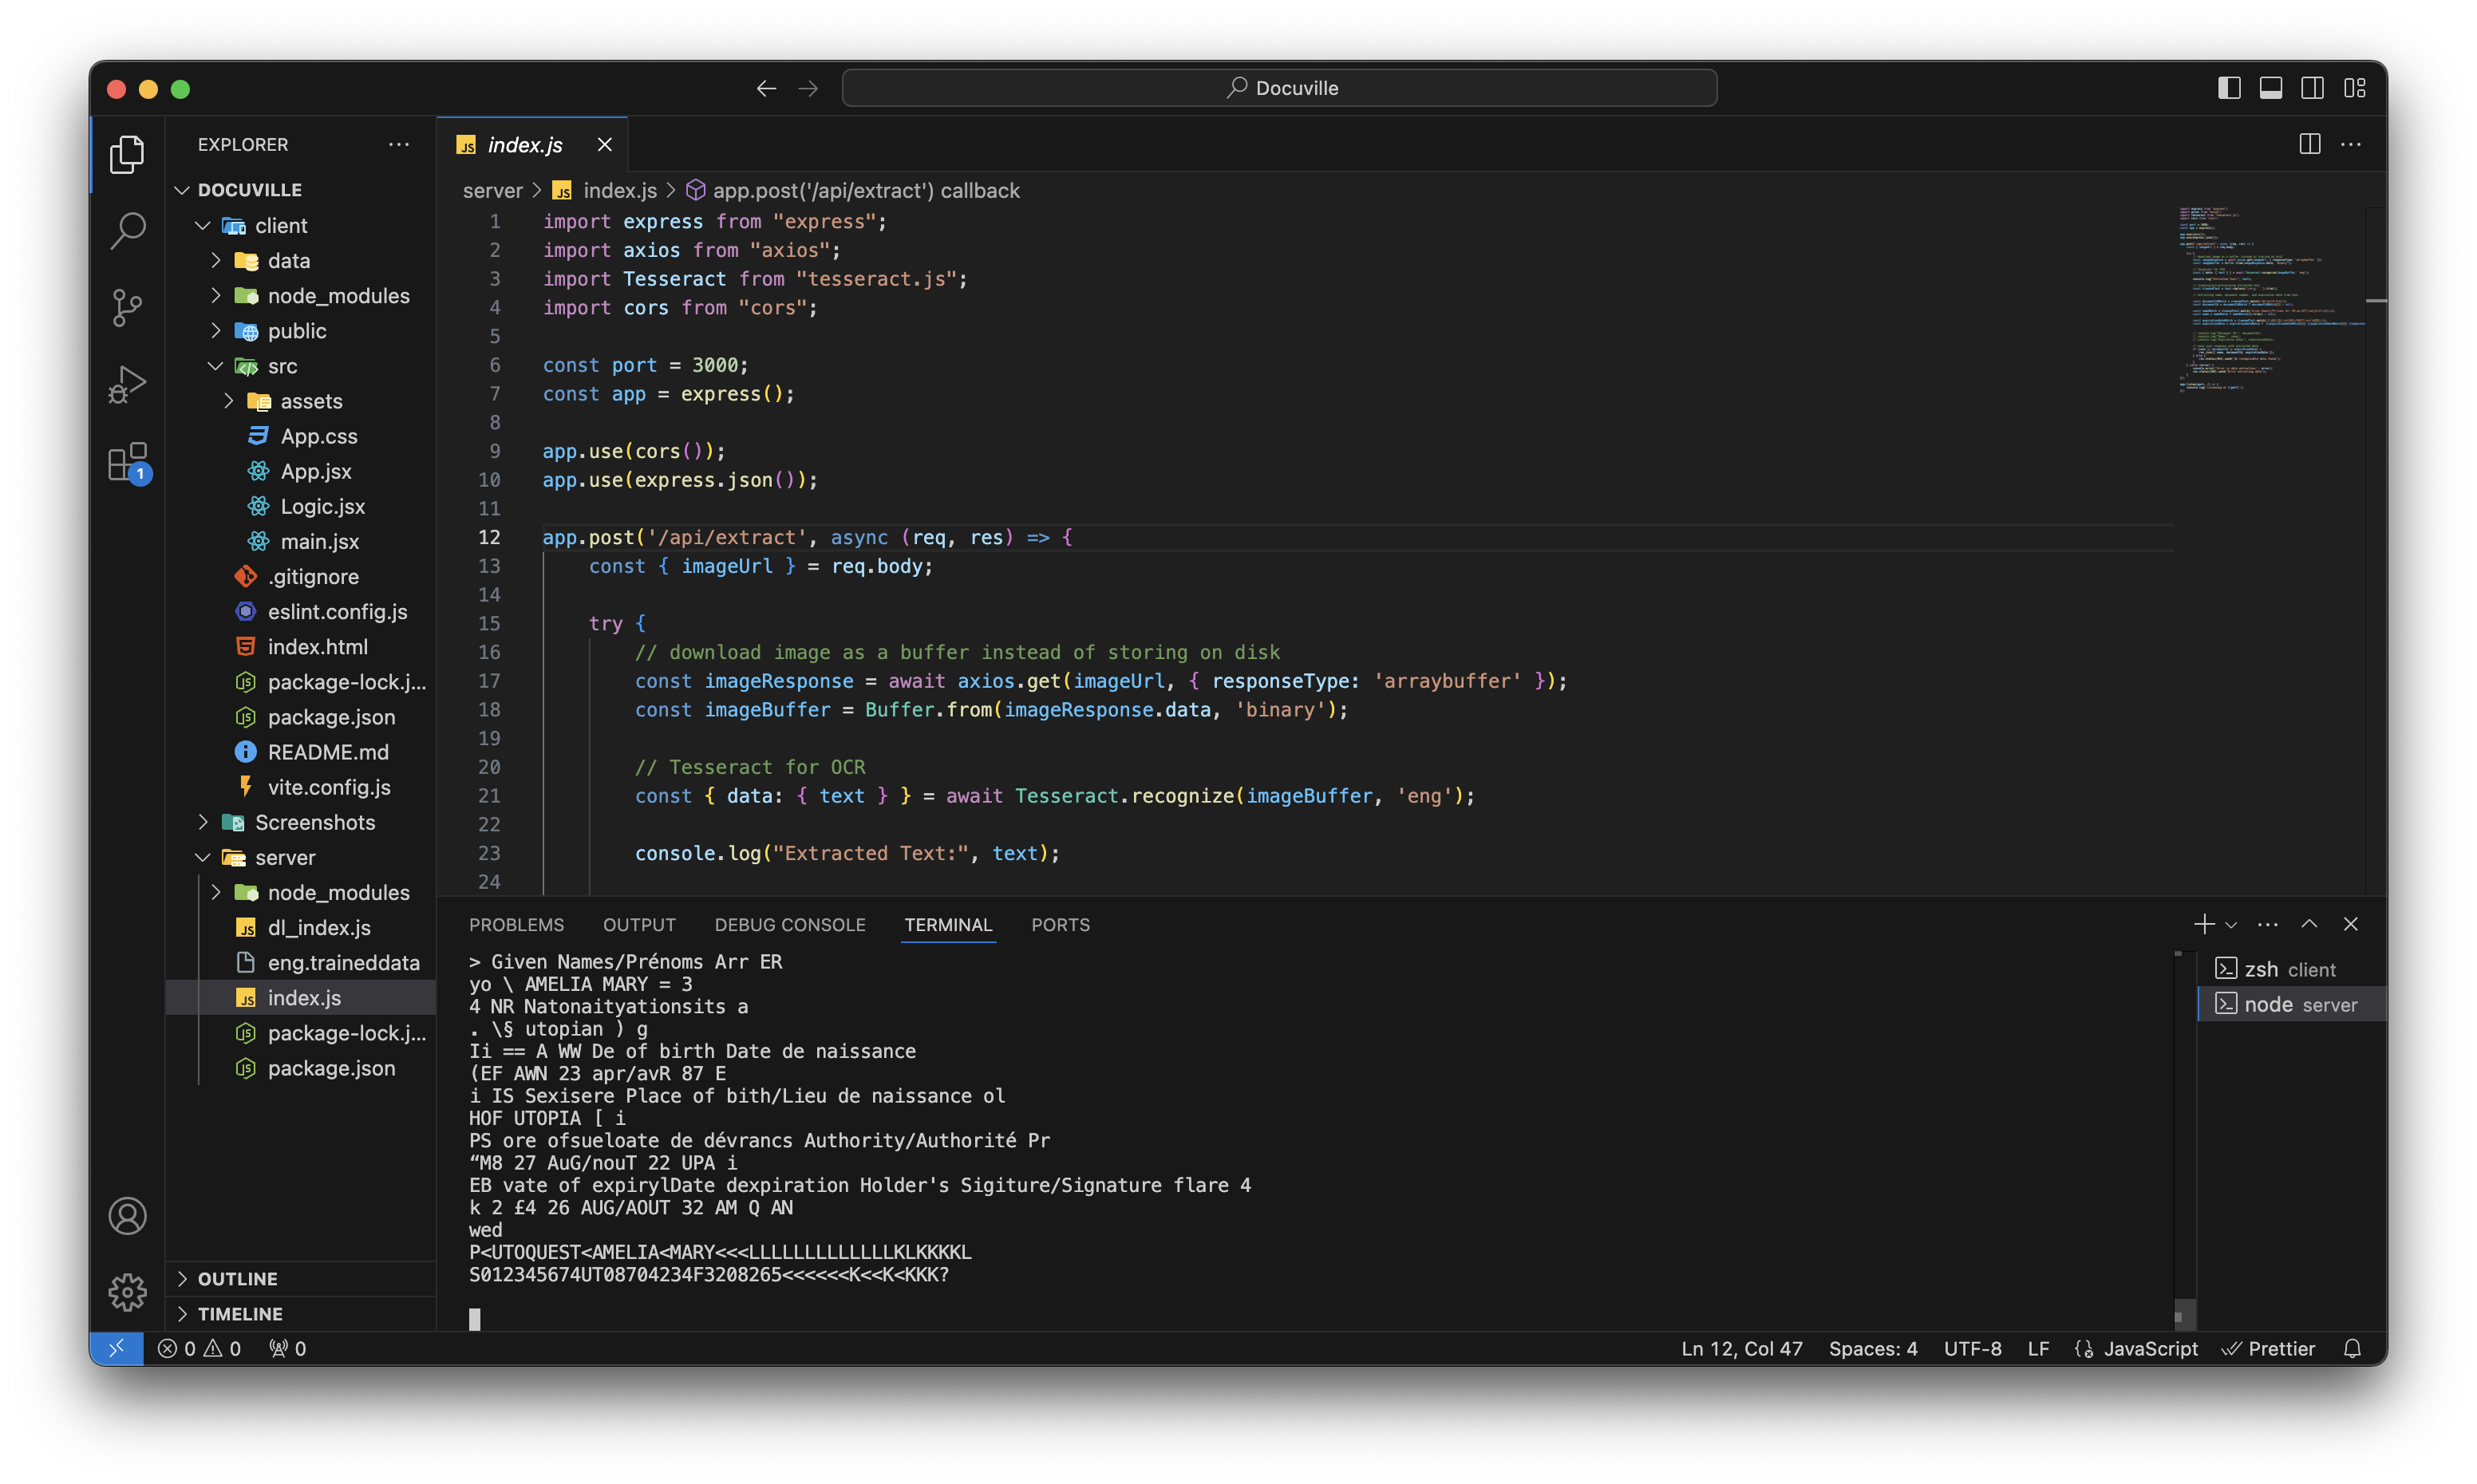 Docuville
EXPLORER
DOCUVILLE
client
data
node_modules
public
src
assets
App.css
App.jsx
Logic.jsx
main.jsx
.gitignore
eslint.config.js
index.html
package-lock.j...
package.json
README.md
vite.config.js
Screenshots
server
node_modules
dl_index.js
eng.traineddata
index.js
package-lock.j...
package.json
OUTLINE
TIMELINE
1
JS index.js
server > JS index.js > app.post('/api/extract') callback
1 import express from "express";
2 import axios from "axios";
3 import Tesseract from "tesseract.js";
4 import cors from "cors";
5
6 const port = 3000;
7 const app = express();
8
9 app.use(cors());
10 app.use(express.json());
11
12 app.post('/api/extract', async (req, res) => {
13 const { imageUrl } = req.body;
14
15 try {
16 // download image as a buffer instead of storing on disk
17 const imageResponse = await axios.get(imageUrl, { responseType: 'arraybuffer' });
18 const imageBuffer = Buffer.from(imageResponse.data, 'binary');
19
20 // Tesseract for OCR
21 const { data: { text } } = await Tesseract.recognize(imageBuffer, 'eng');
22
23 console.log("Extracted Text:", text);
24
PROBLEMS OUTPUT DEBUG CONSOLE TERMINAL PORTS
> Given Names/Prénoms Arr ER
yo \ AMELIA MARY = 3
4 NR Natonaityationsits a
. \§ utopian ) g
Ii == A WW De of birth Date de naissance
(EF AWN 23 apr/avR 87 E
i IS Sexisere Place of bith/Lieu de naissance ol
HOF UTOPIA [ i
PS ore ofsueloate de dévrancs Authority/Authorité Pr
“M8 27 AuG/nouT 22 UPA i
EB vate of expirylDate dexpiration Holder's Sigiture/Signature flare 4
k 2 £4 26 AUG/AOUT 32 AM Q AN
wed
P<UTOQUEST<AMELIA<MARY<<<LLLLLLLLLLLLLKLKKKKL
S012345674UT08704234F3208265<<<<<<K<<K<KKK?
zsh client
node server
0 0 0
Ln 12, Col 47 Spaces: 4 UTF-8 LF JavaScript Prettier